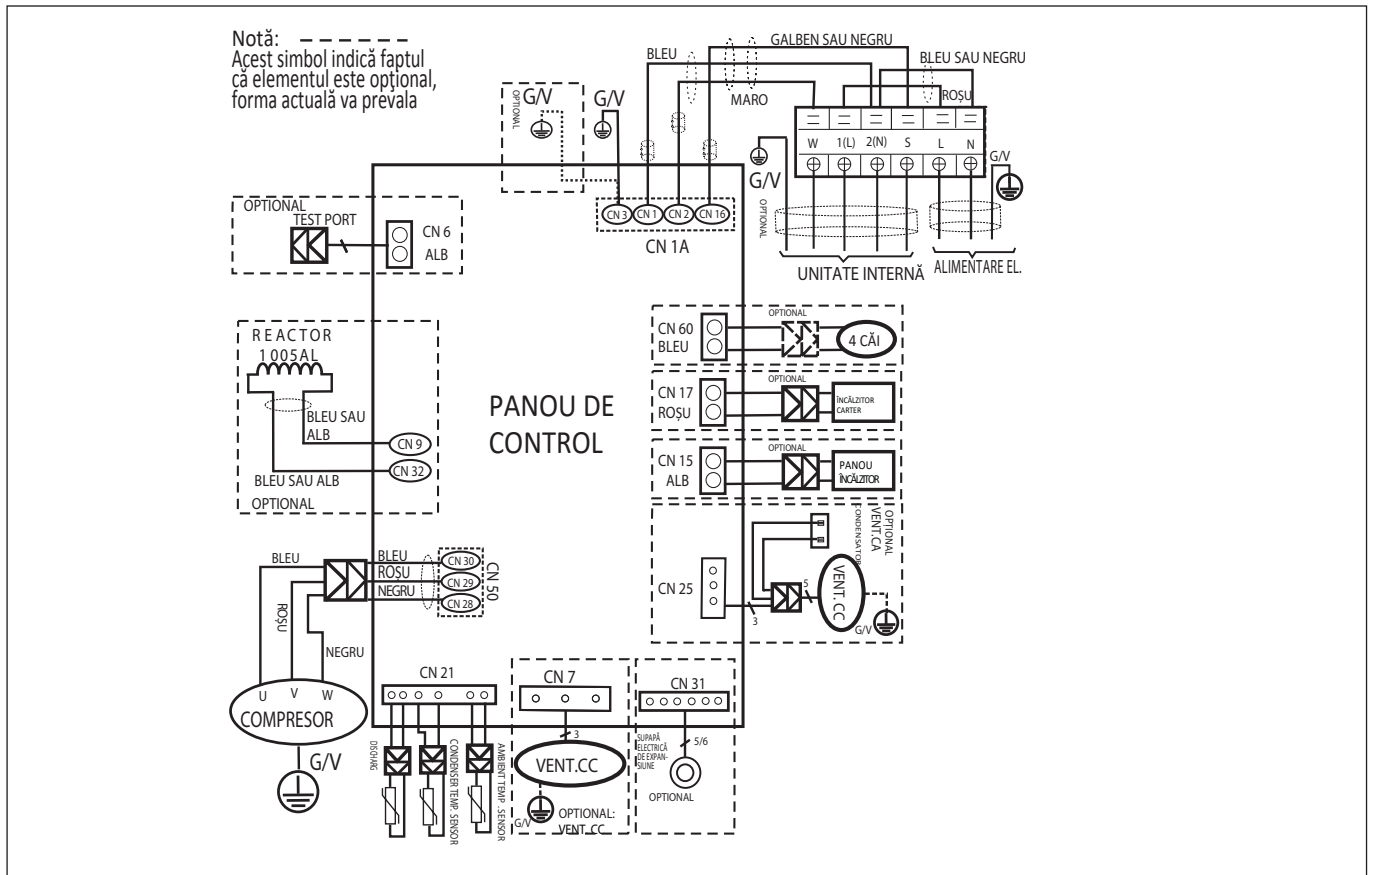 Notă:
Acest simbol indică faptul
că elementul este opţional,
forma actuală va prevala
OPTIONAL
G/V
G/V
BLEU
GALBEN SAU NEGRU
MARO
BLEU SAU NEGRU
ROȘU
W 1(L) 2(N) S L N
G/V
OPTIONAL
G/V
UNITATE INTERNĂ
ALIMENTARE EL.
CN 3 CN 1 CN 2 CN 16
CN 1A
OPTIONAL
TEST PORT
CN 6
ALB
REACTOR
1005AL
BLEU SAU
ALB
CN 9
CN 32
BLEU SAU ALB
OPTIONAL
PANOU DE
CONTROL
CN 60
BLEU
OPTIONAL
4 CĂI
CN 17
ROȘU
OPTIONAL
ÎNCĂLZITOR
CARTER
CN 15
ALB
OPTIONAL
PANOU
ÎNCĂLZITOR
CN 25
3
5
VENT. CC
G/V
CONDENSATOR
VENT.CA
OPȚIONAL
BLEU
ROȘU
NEGRU
BLEU
ROȘU
NEGRU
CN 30
CN 29
CN 28
CN 50
U V W
COMPRESOR
G/V
CN 21
DISCHARG
CONDENSER TEMP. SENSOR
AMBIENT TEMP. SENSOR
CN 7
3
VENT.CC
G/V
OPTIONAL:
VENT. CC
CN 31
5/6
SUPAPĂ
ELECTRICĂ
DE EXPAN-
SIUNE
OPTIONAL